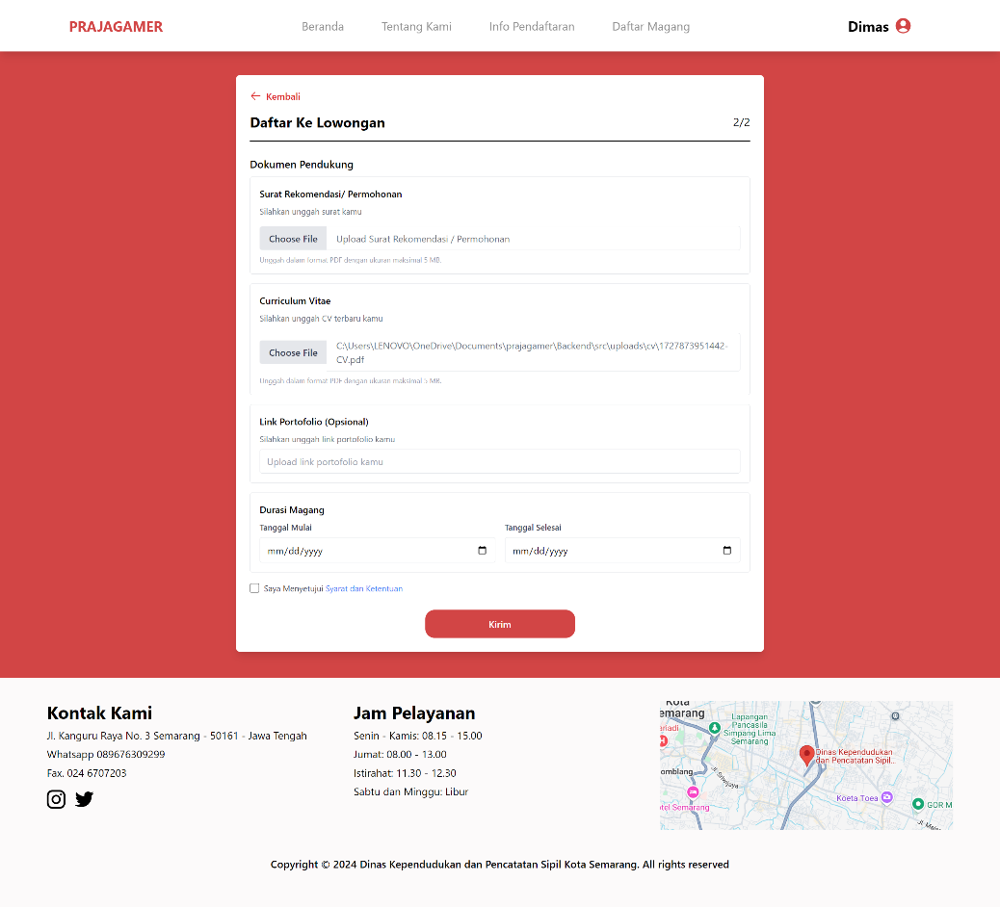 PRAJAGAMER
Beranda
Tentang Kami
Info Pendaftaran
Daftar Magang
Dimas
Kembali
Daftar Ke Lowongan
2/2
Dokumen Pendukung
Surat Rekomendasi/ Permohonan
Silahkan unggah surat kamu
Choose File
Upload Surat Rekomendasi / Permohonan
Unggah dalam format PDF dengan ukuran maksimal 5 MB.
Curriculum Vitae
Silahkan unggah CV terbaru kamu
Choose File
C:\Users\LENOVO\OneDrive\Documents\prajagamer\Backend\src\uploads\cv\1727873951442-
CV.pdf
Unggah dalam format PDF dengan ukuran maksimal 5 MB.
Link Portofolio (Opsional)
Silahkan unggah link portofolio kamu
Upload link portofolio kamu
Durasi Magang
Tanggal Mulai
Tanggal Selesai
mm/dd/yyyy
mm/dd/yyyy
Saya Menyetujui Syarat dan Ketentuan
Kirim
Kontak Kami
Jl. Kanguru Raya No. 3 Semarang - 50161 - Jawa Tengah
Whatsapp 089676309299
Fax. 024 6707203
Jam Pelayanan
Senin - Kamis: 08.15 - 15.00
Jumat: 08.00 - 13.00
Istirahat: 11.30 - 12.30
Sabtu dan Minggu: Libur
Kota
emarang
Lapangan
Pancasila
Simpang Lima
Semarang
anadi
H
Dinas Kependudukan
dan Pencatatan Sipil...
omblang
Jl. Sriwijaya
Koeta Toea
GOR M
tel Semarang
Copyright © 2024 Dinas Kependudukan dan Pencatatan Sipil Kota Semarang. All rights reserved